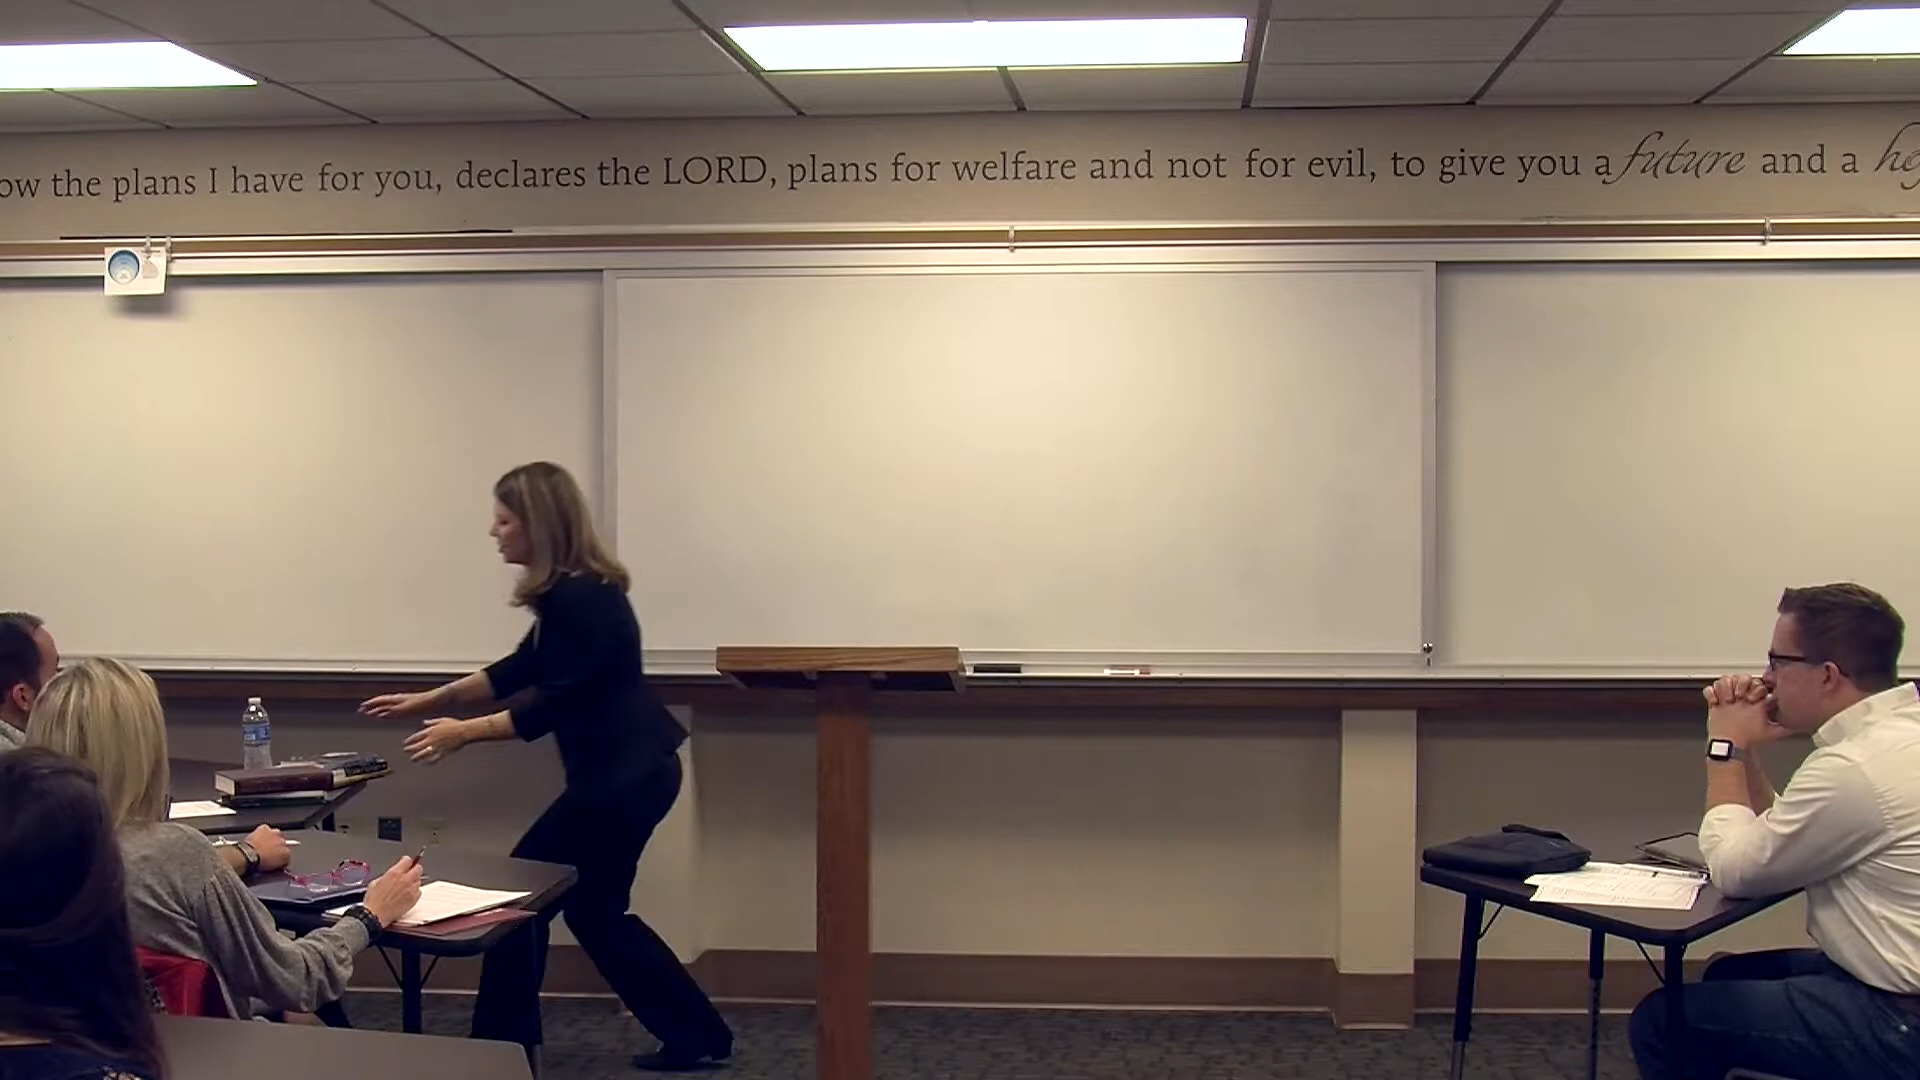 ow the plans I have for you, declares the LORD, plans for welfare and not for evil, to give you a future and a